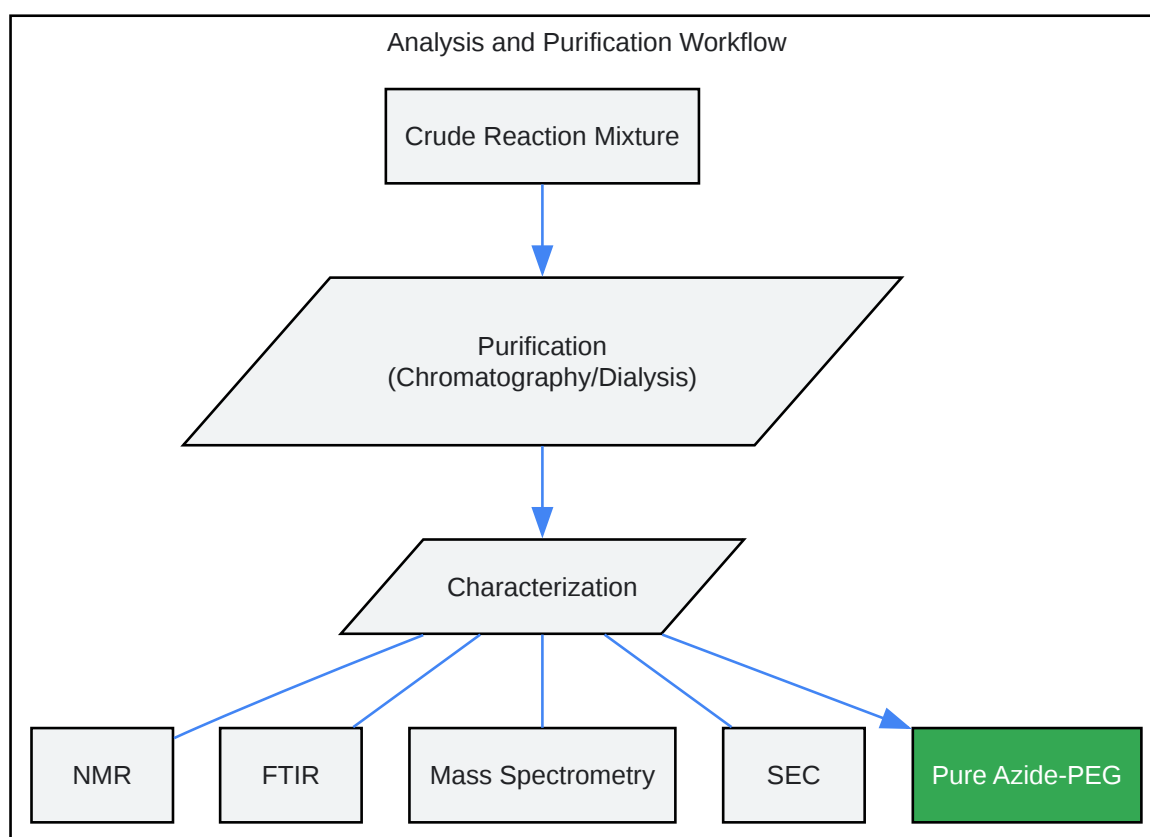 Analysis and Purification Workflow
Crude Reaction Mixture
Purification
(Chromatography/Dialysis)
Characterization
NMR
FTIR
Mass Spectrometry
SEC
Pure Azide-PEG